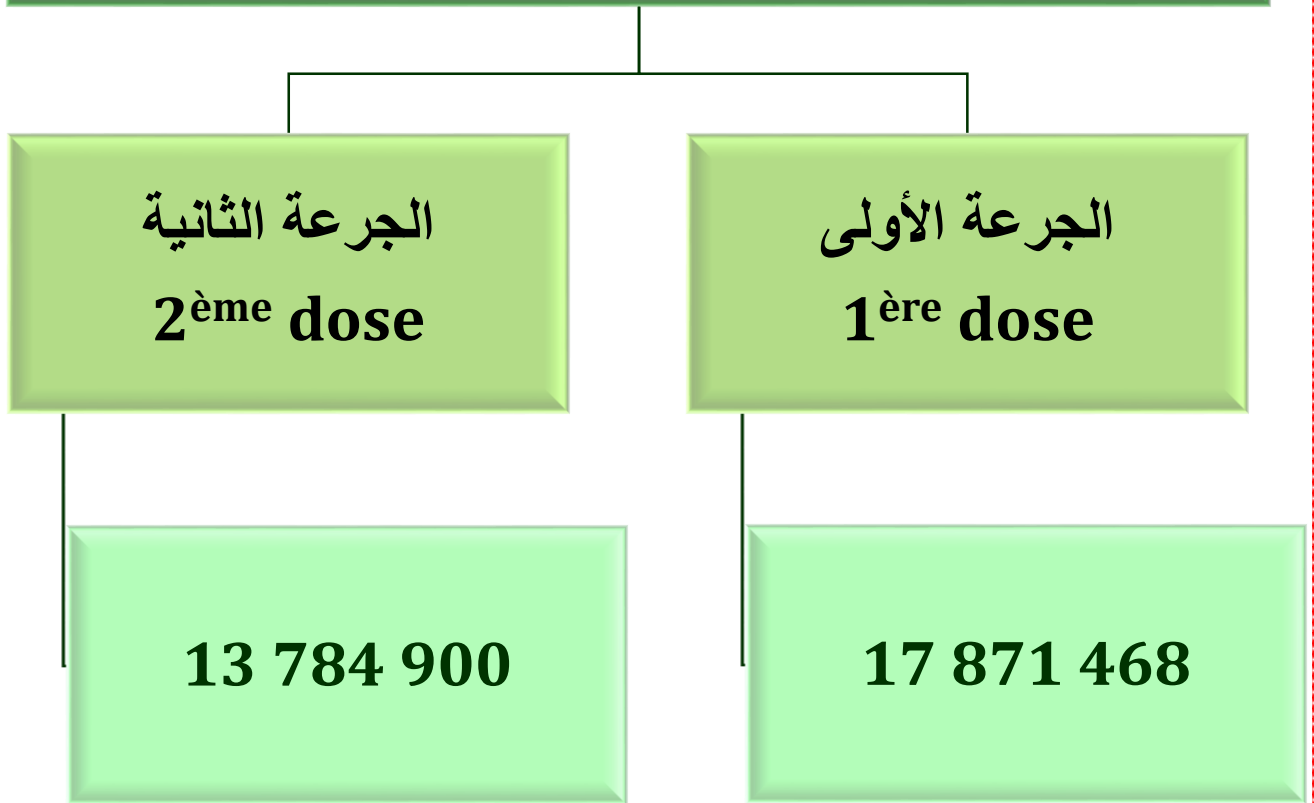 الجرعة الأولى
1ère dose
17 871 468
الجرعة الثانية
2ème dose
13 784 900